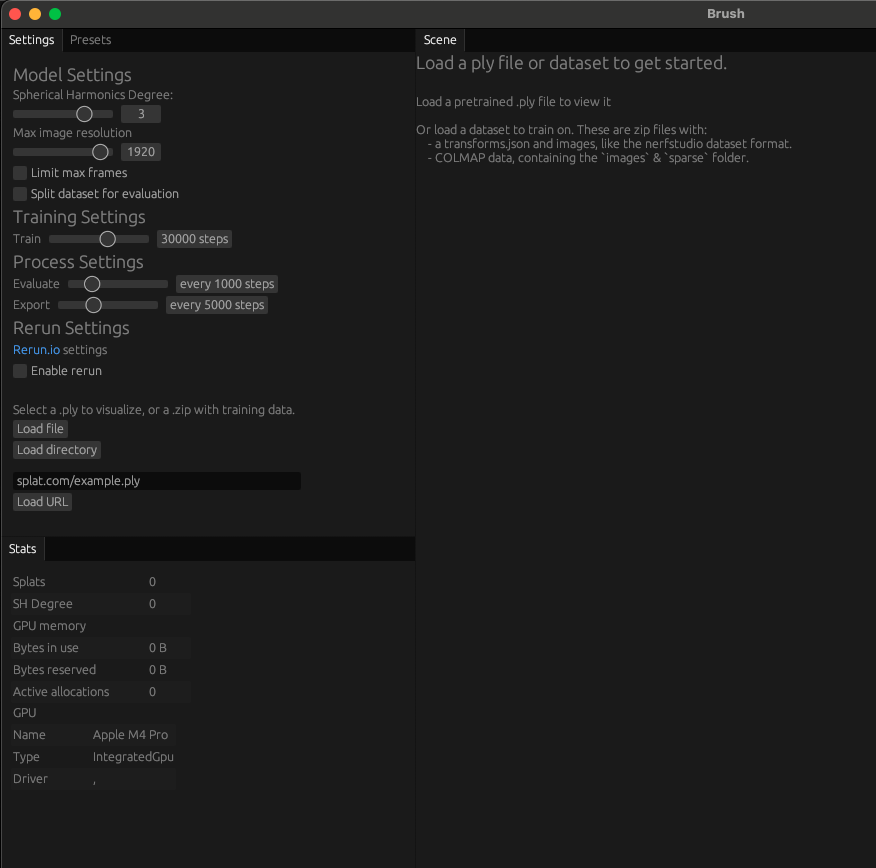 Brush
Settings Presets
Model Settings
Spherical Harmonics Degree:
3
Max image resolution
1920
Limit max frames
Split dataset for evaluation
Training Settings
Train 30000 steps
Process Settings
Evaluate every 1000 steps
Export every 5000 steps
Rerun Settings
Rerun.io settings
Enable rerun
Select a .ply to visualize, or a .zip with training data.
Load file
Load directory
splat.com/example.ply
Load URL
Stats
Splats 0
SH Degree 0
GPU memory
Bytes in use 0 B
Bytes reserved 0 B
Active allocations 0
GPU
Name Apple M4 Pro
Type IntegratedGpu
Driver ,
Scene
Load a ply file or dataset to get started.
Load a pretrained .ply file to view it
Or load a dataset to train on. These are zip files with:
- a transforms.json and images, like the nerfstudio dataset format.
- COLMAP data, containing the `images` & `sparse` folder.